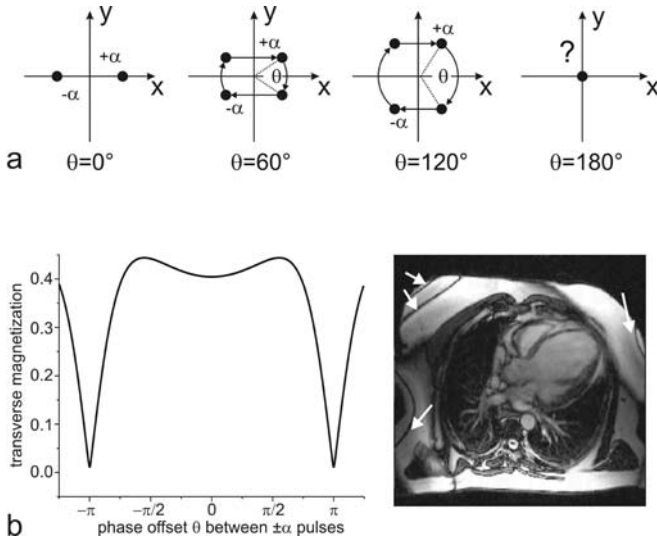 y
y
y
y
+α
+α
+α
?
θ
θ
x
x
x
x
-α
-α
-α
a
θ=0°
θ=60°
θ=120°
θ=180°
transverse magnetization
0.4
0.3
0.2
0.1
0.0
−π
−π/2
0
π/2
π
b
phase offset θ between ±α pulses